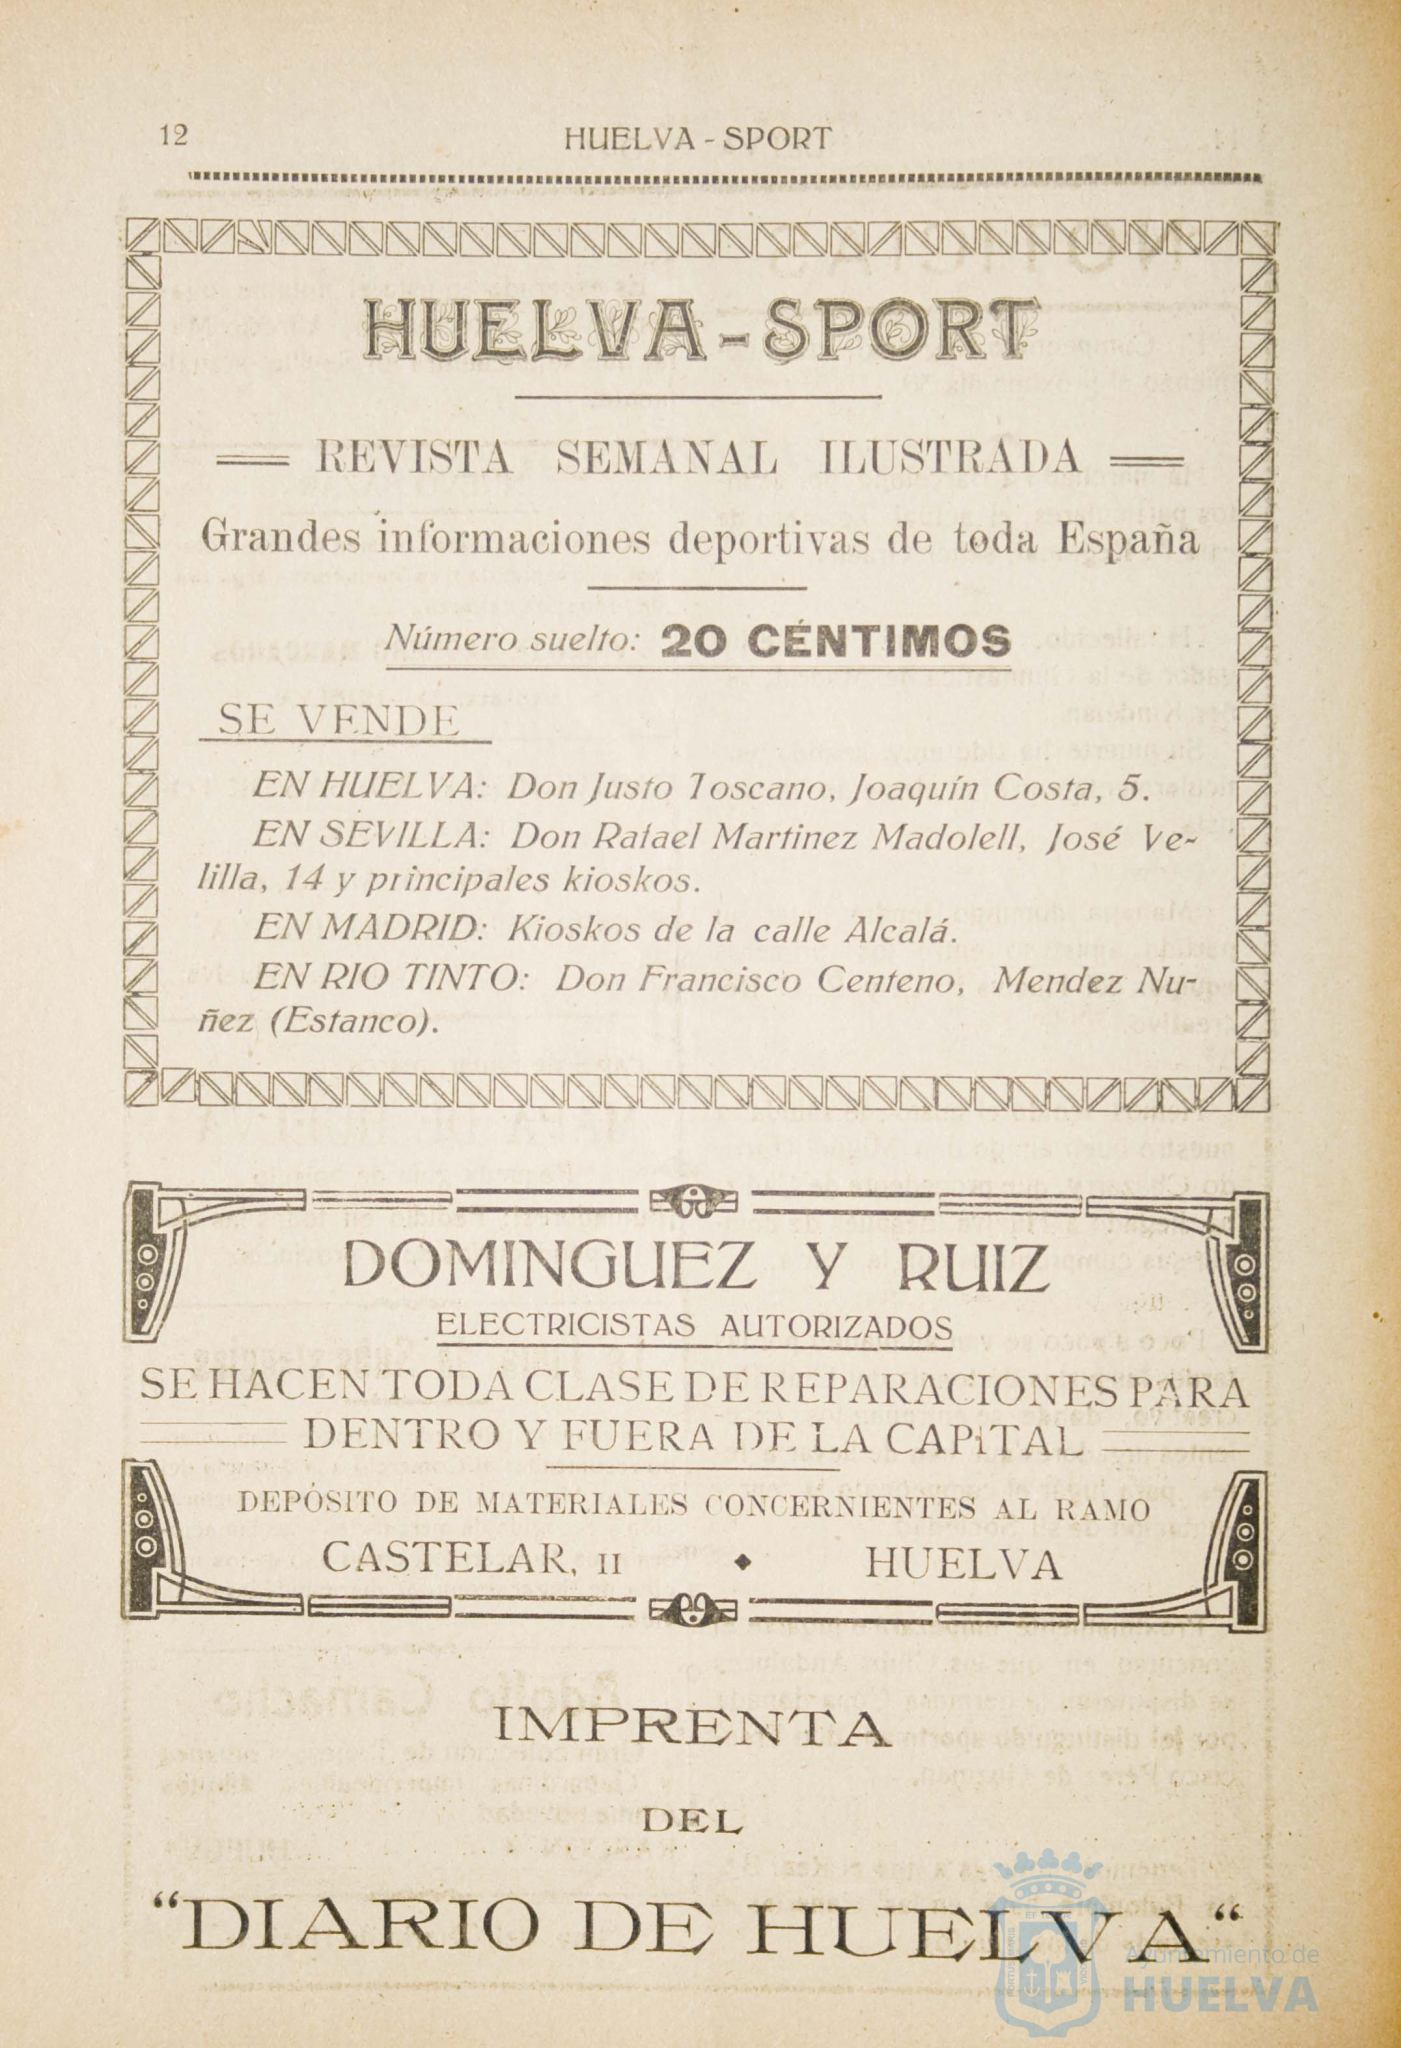 12
HUELVA - SPORT
HUELVA-SPORT
REVISTA SEMANAL ILUSTRADA
Grandes informaciones deportivas de toda España
Número suelto: 20 CÉNTIMOS
SE VENDE
EN HUELVA: Don Justo Toscano, Joaquín Costa, 5.
EN SEVILLA: Don Rafael Martinez Madolell, José Ve-
lilla, 14 y principales kioskos.
EN MADRID: Kioskos de la calle Alcalá.
EN RIO TINTO: Don Francisco Centeno, Mendez Nu-
ñez (Estanco).
DOMINGUEZ Y RUIZ
ELECTRICISTAS AUTORIZADOS
SE HACEN TODA CLASE DE REPARACIONES PARA
DENTRO Y FUERA DE LA CAPiTAL
DEPÓSITO DE MATERIALES CONCERNIENTES AL RAMO
CASTELAR, II ◆ HUELVA
IMPRENTA
DEL
“DIARIO DE HUELVA“
Ayuntamiento de
HUELVA